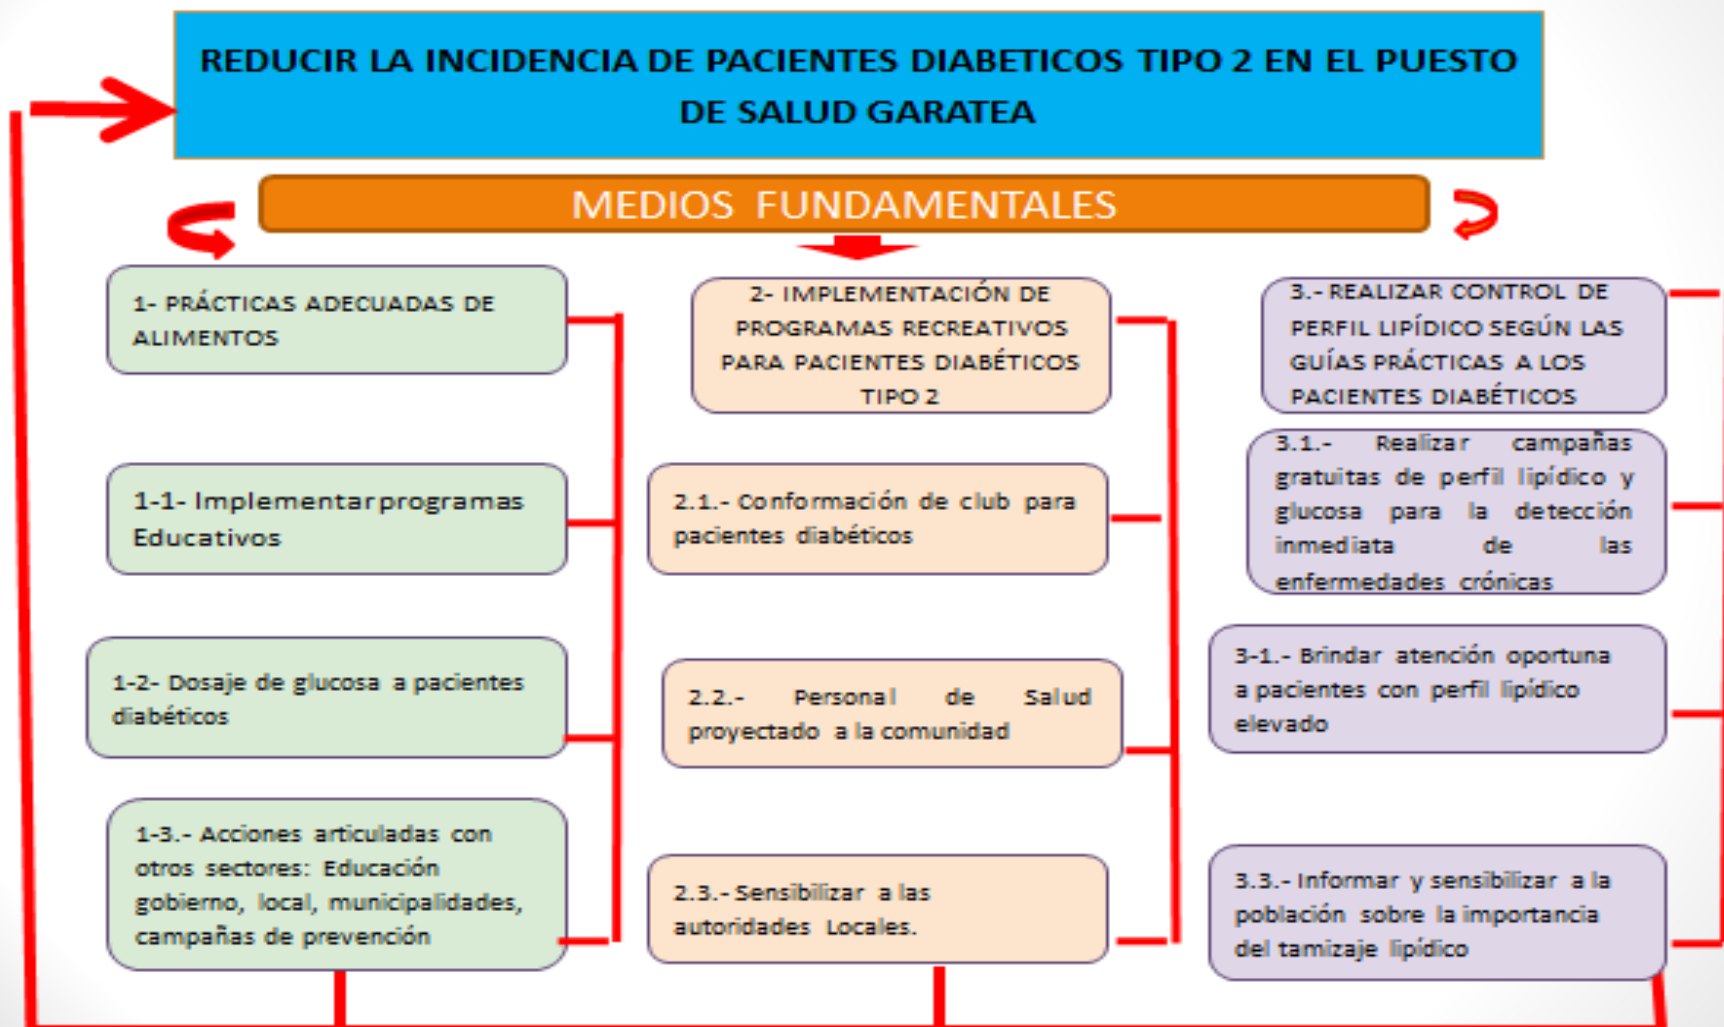 REDUCIR LA INCIDENCIA DE PACIENTES DIABETICOS TIPO 2 EN EL PUESTO
DE SALUD GARATEA
MEDIOS FUNDAMENTALES
1- PRÁCTICAS ADECUADAS DE
ALIMENTOS
1-1- Implementar programas
Educativos
1-2- Dosaje de glucosa a pacientes
diabéticos
1-3.- Acciones articuladas con
otros sectores: Educación
gobierno, local, municipalidades,
campañas de prevención
2- IMPLEMENTACIÓN DE
PROGRAMAS RECREATIVOS
PARA PACIENTES DIABÉTICOS
TIPO 2
2.1.- Conformación de club para
pacientes diabéticos
2.2.- Personal de Salud
proyectado a la comunidad
2.3.- Sensibilizar a las
autoridades Locales.
3.- REALIZAR CONTROL DE
PERFIL LIPÍDICO SEGÚN LAS
GUÍAS PRÁCTICAS A LOS
PACIENTES DIABÉTICOS
3.1.- Realizar campañas
gratuitas de perfil lipídico y
glucosa para la detección
inmediata de las
enfermedades crónicas
3-1.- Brindar atención oportuna
a pacientes con perfil lipídico
elevado
3.3.- Informar y sensibilizar a la
población sobre la importancia
del tamizaje lipídico